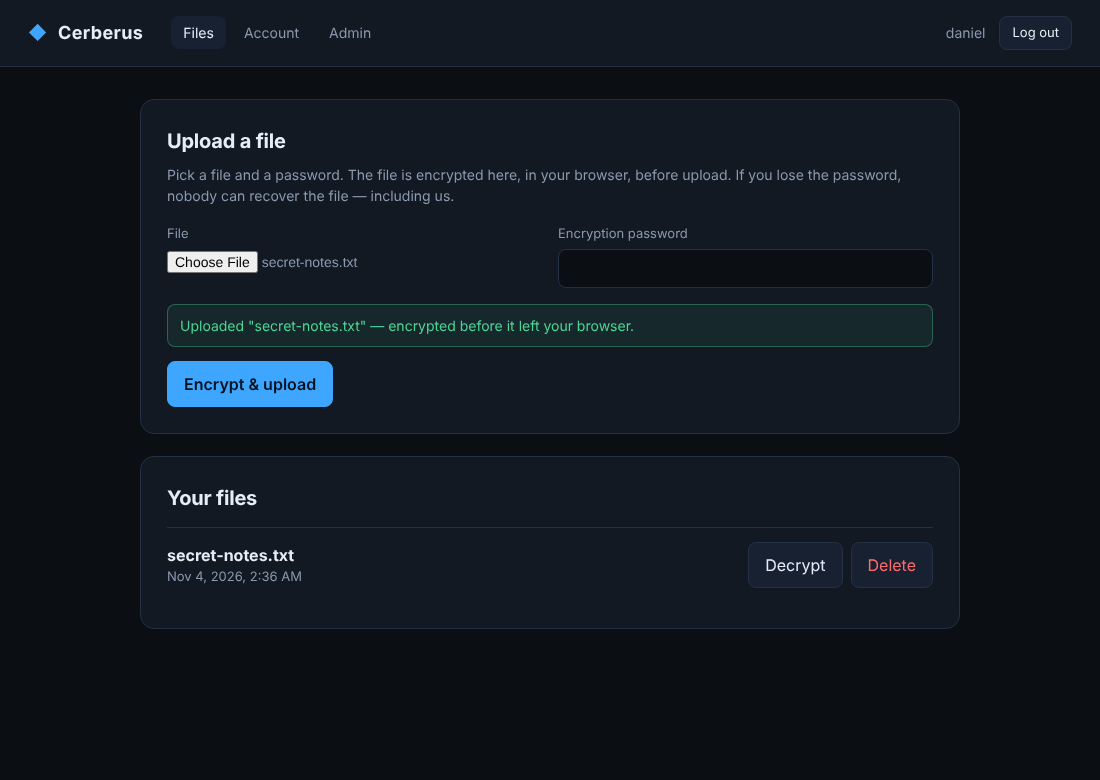 Cerberus Files Account Admin daniel Log out
Upload a file
Pick a file and a password. The file is encrypted here, in your browser, before upload. If you lose the password,
nobody can recover the file — including us.
File Encryption password
Choose File secret-notes.txt
Uploaded "secret-notes.txt" — encrypted before it left your browser.
Encrypt & upload
Your files
secret-notes.txt
Nov 4, 2026, 2:36 AM
Decrypt Delete